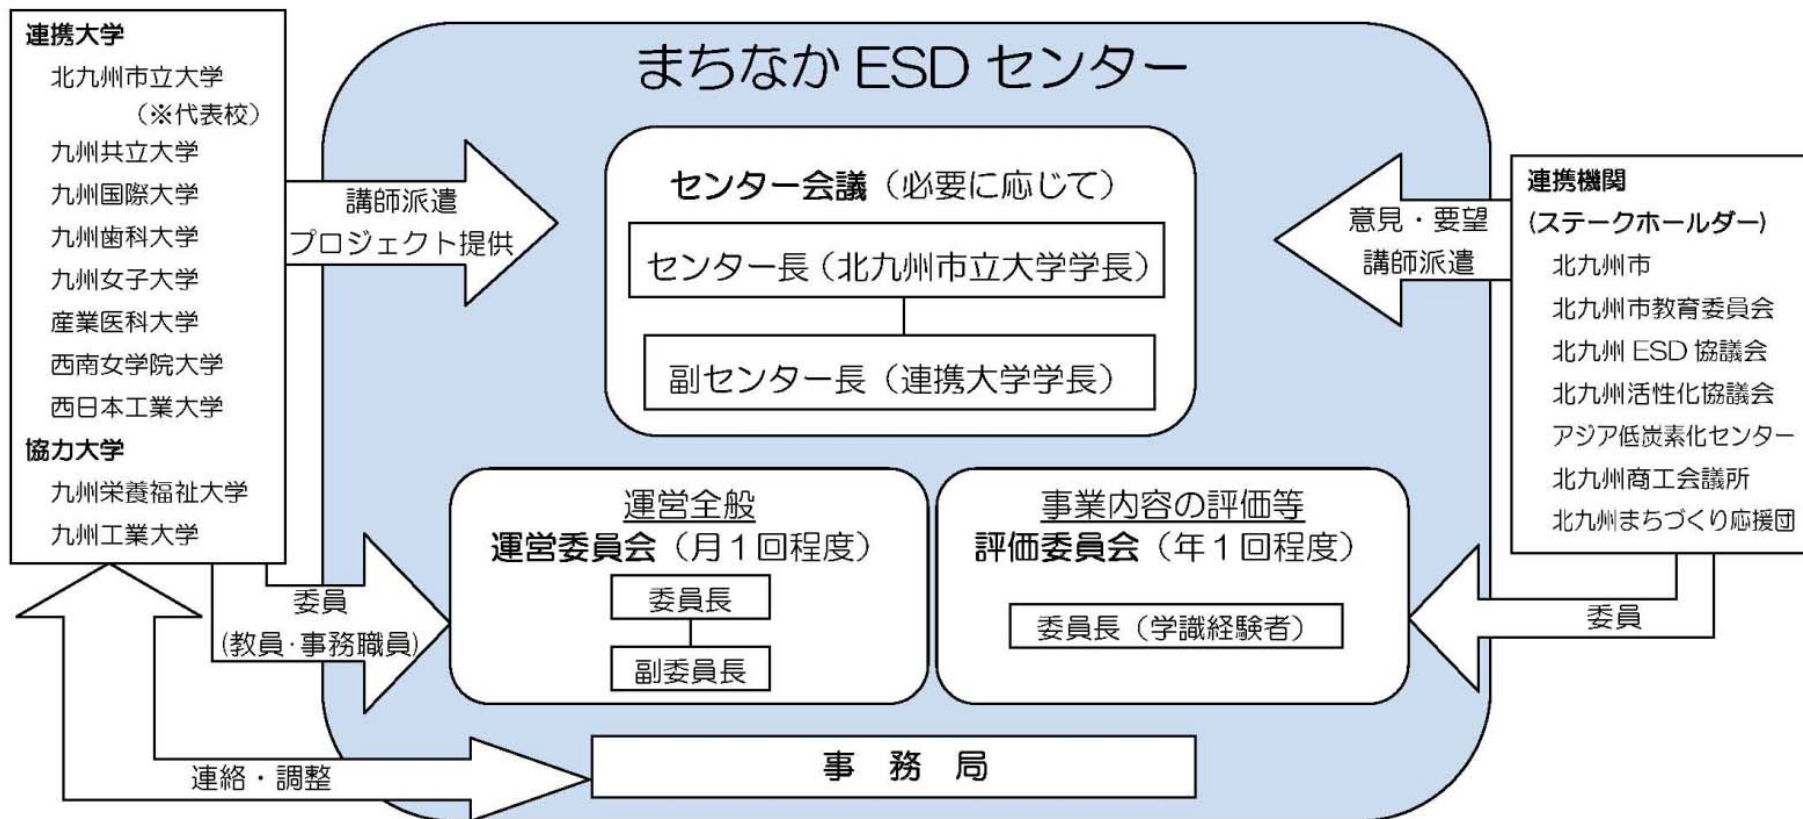 連携大学
北九州市立大学
（※代表校）
九州共立大学
九州国際大学
九州歯科大学
九州女子大学
産業医科大学
西南女学院大学
西日本工業大学
協力大学
九州栄養福祉大学
九州工業大学
まちなか ESD センター
講師派遣
プロジェクト提供
センター会議（必要に応じて）
センター長（北九州市立大学学長）
副センター長（連携大学学長）
意見・要望
講師派遣
連携機関
(ステークホールダー)
北九州市
北九州市教育委員会
北九州 ESD 協議会
北九州活性化協議会
アジア低炭素化センター
北九州商工会議所
北九州まちづくり応援団
委員
(教員･事務職員)
運営全般
運営委員会（月１回程度）
委員長
副委員長
事業内容の評価等
評価委員会（年１回程度）
委員長（学識経験者）
委員
連絡・調整
事　務　局